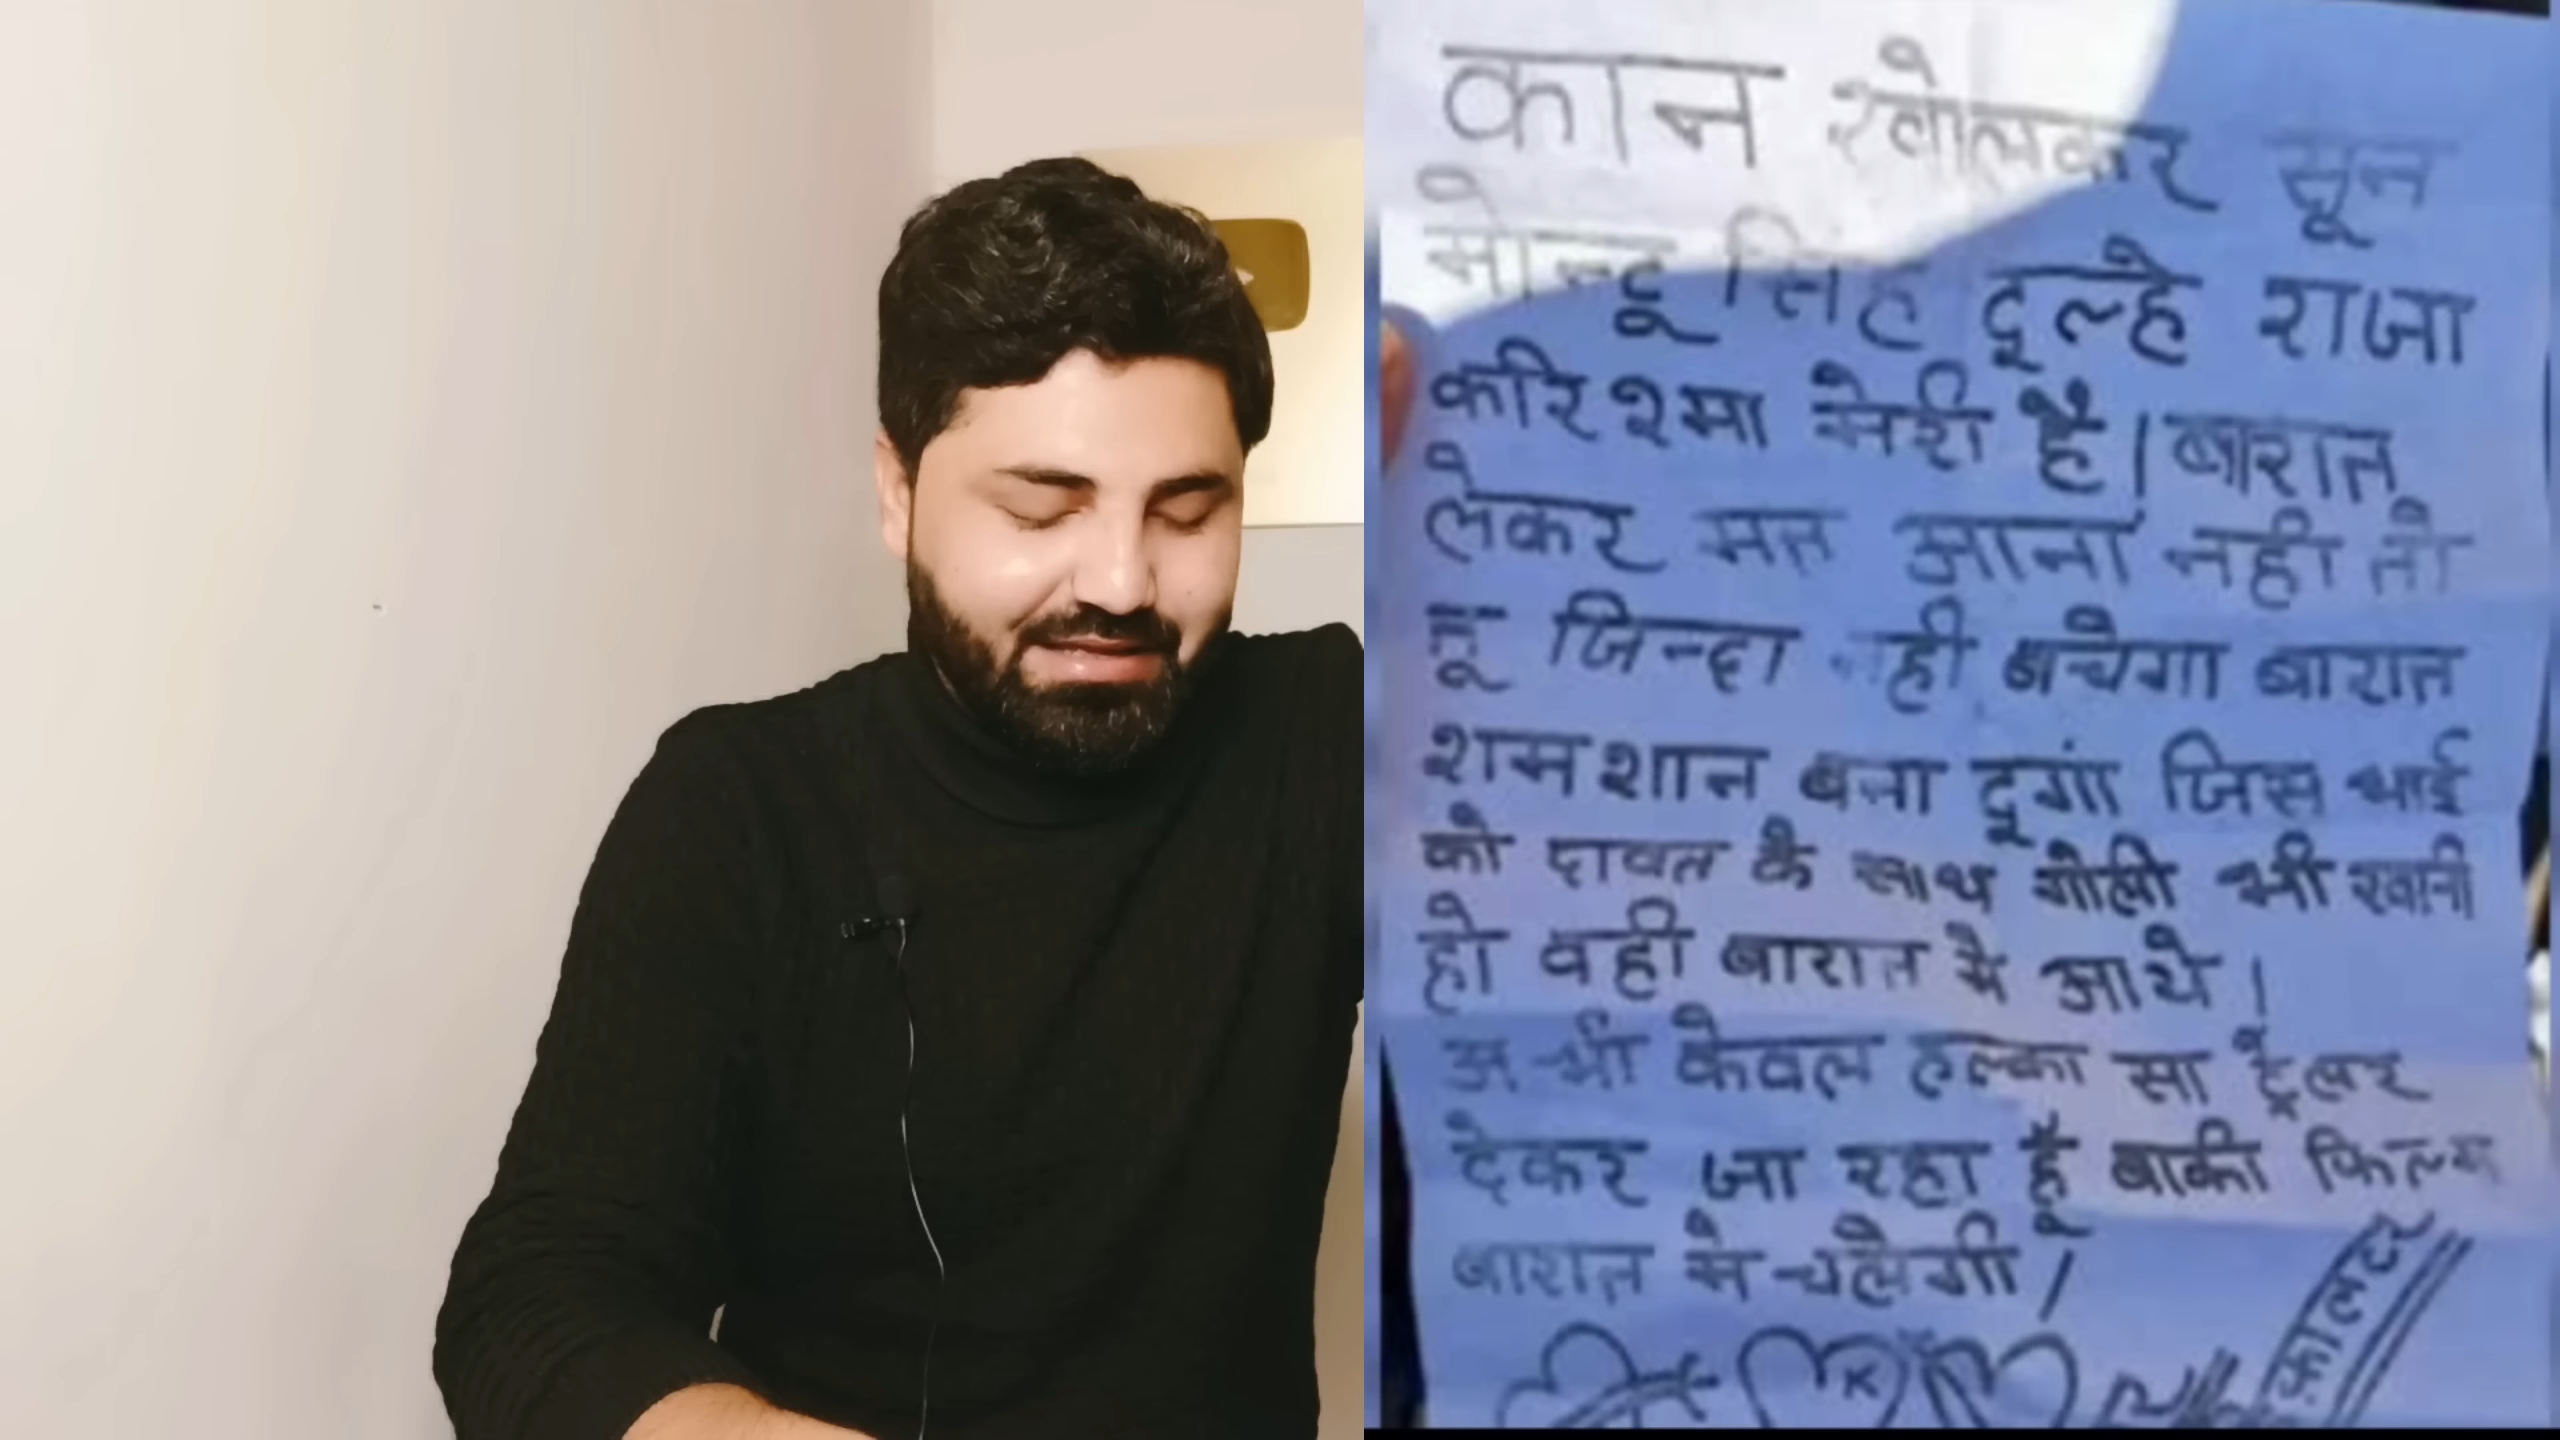 कान खोलकर सून
मोन्टू सिंह दूल्हे राजा
करिश्मा मेरी है। बारात
लेकर मत आना नही तो
तू जिन्दा नही बचेगा बारात
शमशान बना दूगां जिस भाई
को दावत के साथ गोली भी खानी
हो वही बारात मे आये।
अभी केवल हल्का सा ट्रेलर
देकर जा रहा हूँ बाकी फिल्म
बारात मे चलेगी।
K